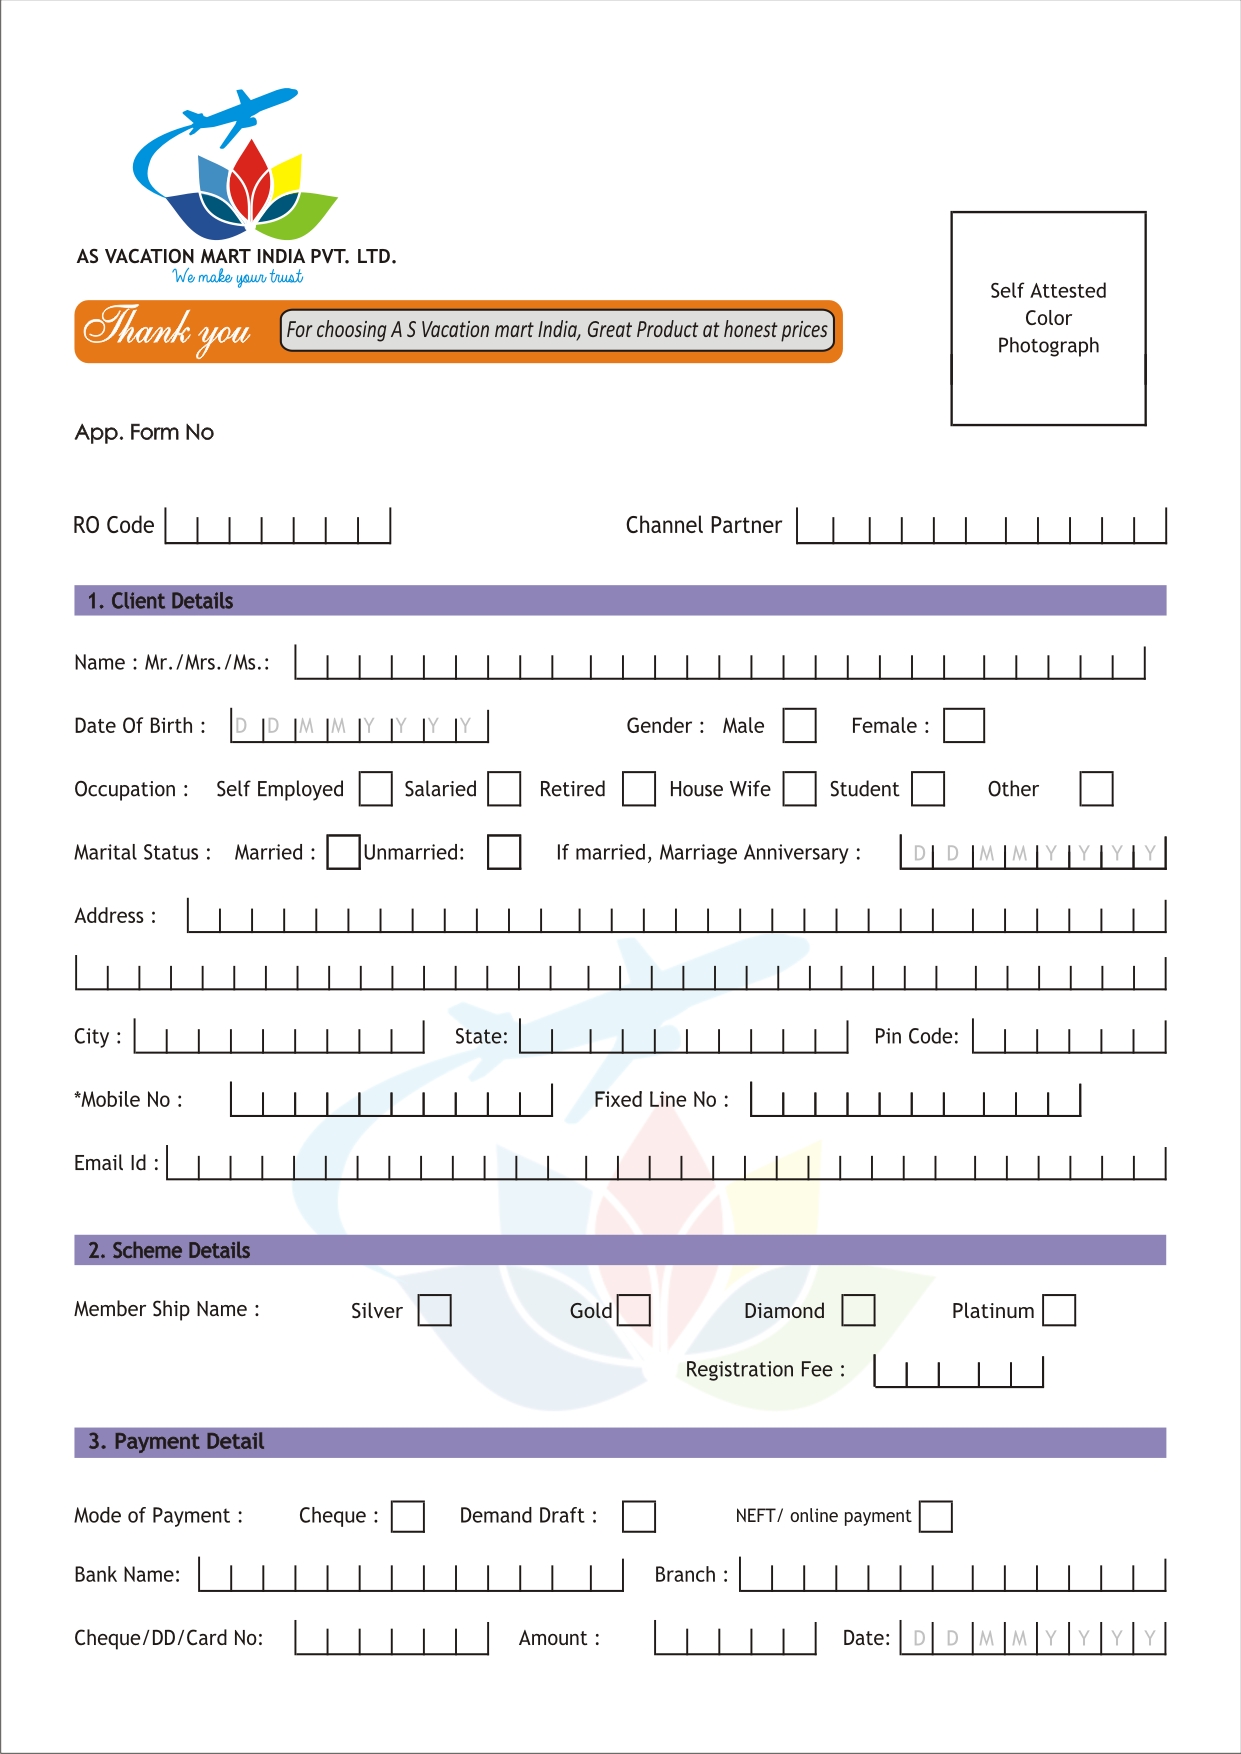 AS VACATION MART INDIA PVT. LTD.
We make your trust
Thank you For choosing A S Vacation mart India, Great Product at honest prices
Self Attested
Color
Photograph
App. Form No
RO Code Channel Partner
1. Client Details
Name : Mr./Mrs./Ms.:
Date Of Birth : D D M M Y Y Y Y Gender : Male Female :
Occupation : Self Employed Salaried Retired House Wife Student Other
Marital Status : Married : Unmarried: If married, Marriage Anniversary : D D M M Y Y Y Y
Address :
City : State: Pin Code:
*Mobile No : Fixed Line No :
Email Id :
2. Scheme Details
Member Ship Name : Silver Gold Diamond Platinum
Registration Fee :
3. Payment Detail
Mode of Payment : Cheque : Demand Draft : NEFT/ online payment
Bank Name: Branch :
Cheque/DD/Card No: Amount : Date: D D M M Y Y Y Y